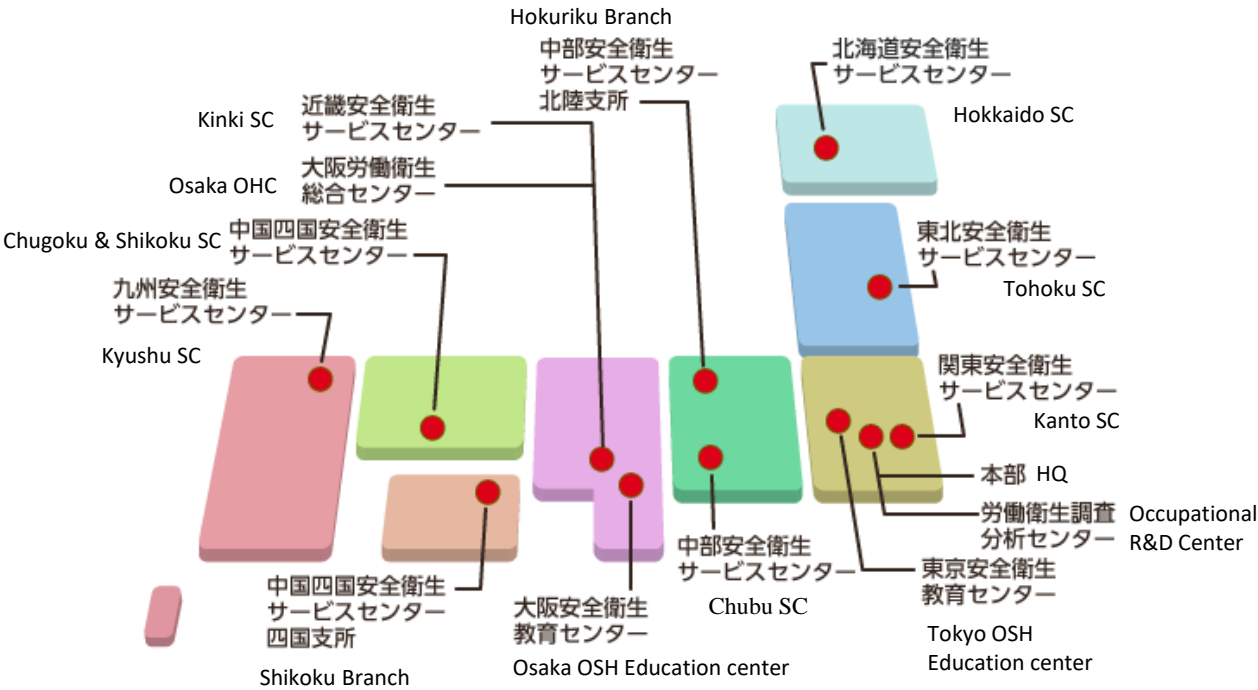 Hokuriku Branch
中部安全衛生
サービスセンター
北陸支所
北海道安全衛生
サービスセンター
Hokkaido SC
Kinki SC
近畿安全衛生
サービスセンター
Osaka OHC
大阪労働衛生
総合センター
Chugoku & Shikoku SC
中国四国安全衛生
サービスセンター
東北安全衛生
サービスセンター
Tohoku SC
九州安全衛生
サービスセンター
Kyushu SC
関東安全衛生
サービスセンター
Kanto SC
本部 HQ
労働衛生調査
分析センター
Occupational
R&D Center
中部安全衛生
サービスセンター
Chubu SC
東京安全衛生
教育センター
Tokyo OSH
Education center
中国四国安全衛生
サービスセンター
四国支所
Shikoku Branch
大阪安全衛生
教育センター
Osaka OSH Education center